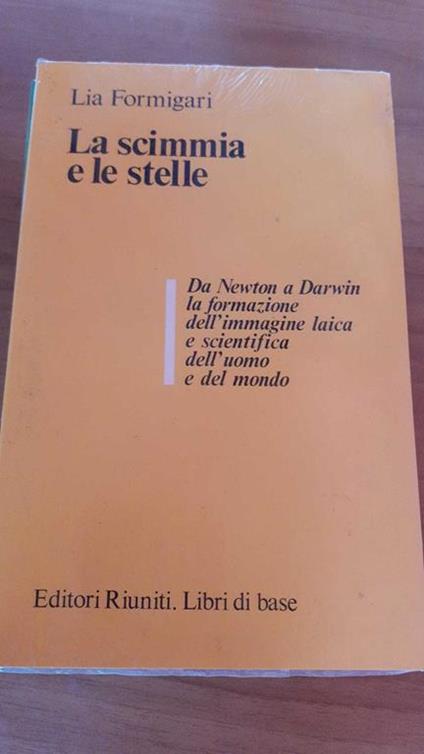 Lia Formigari
La scimmia
e le stelle
Da Newton a Darwin
la formazione
dell'immagine laica
e scientifica
dell'uomo
e del mondo
Editori Riuniti. Libri di base